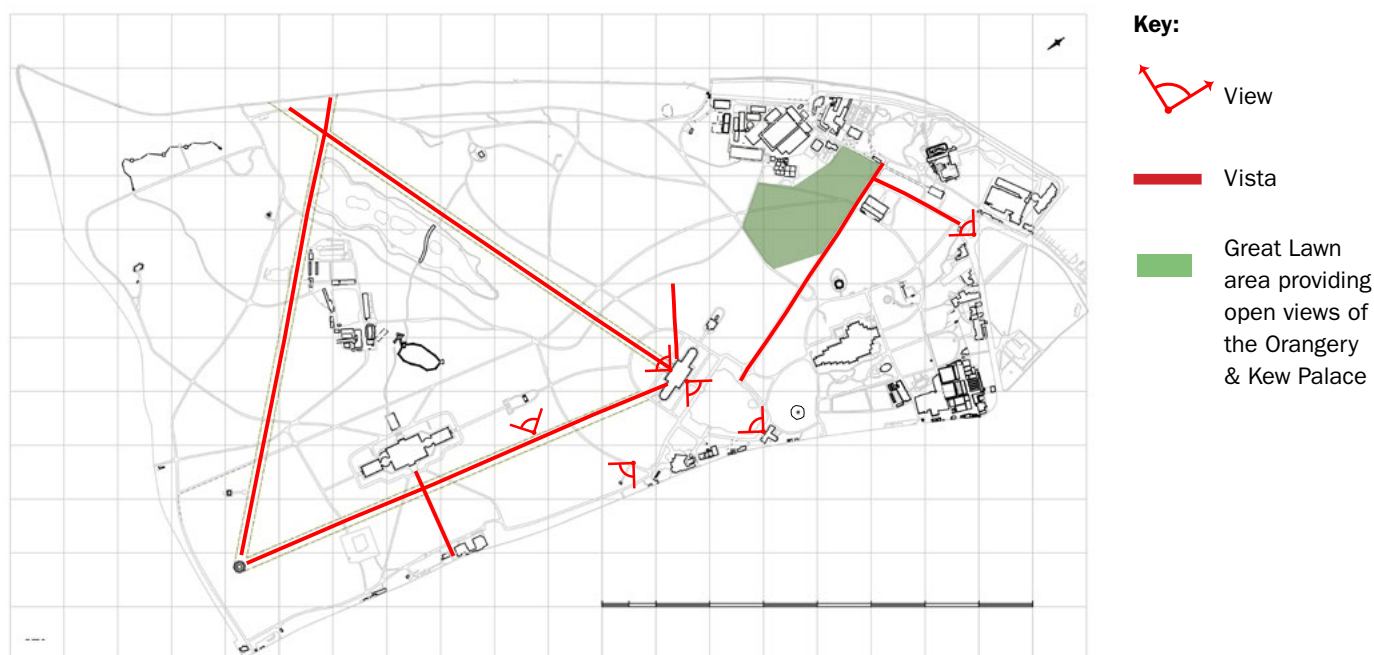 Key:
View
Vista
Great Lawn
area providing
open views of
the Orangery
& Kew Palace